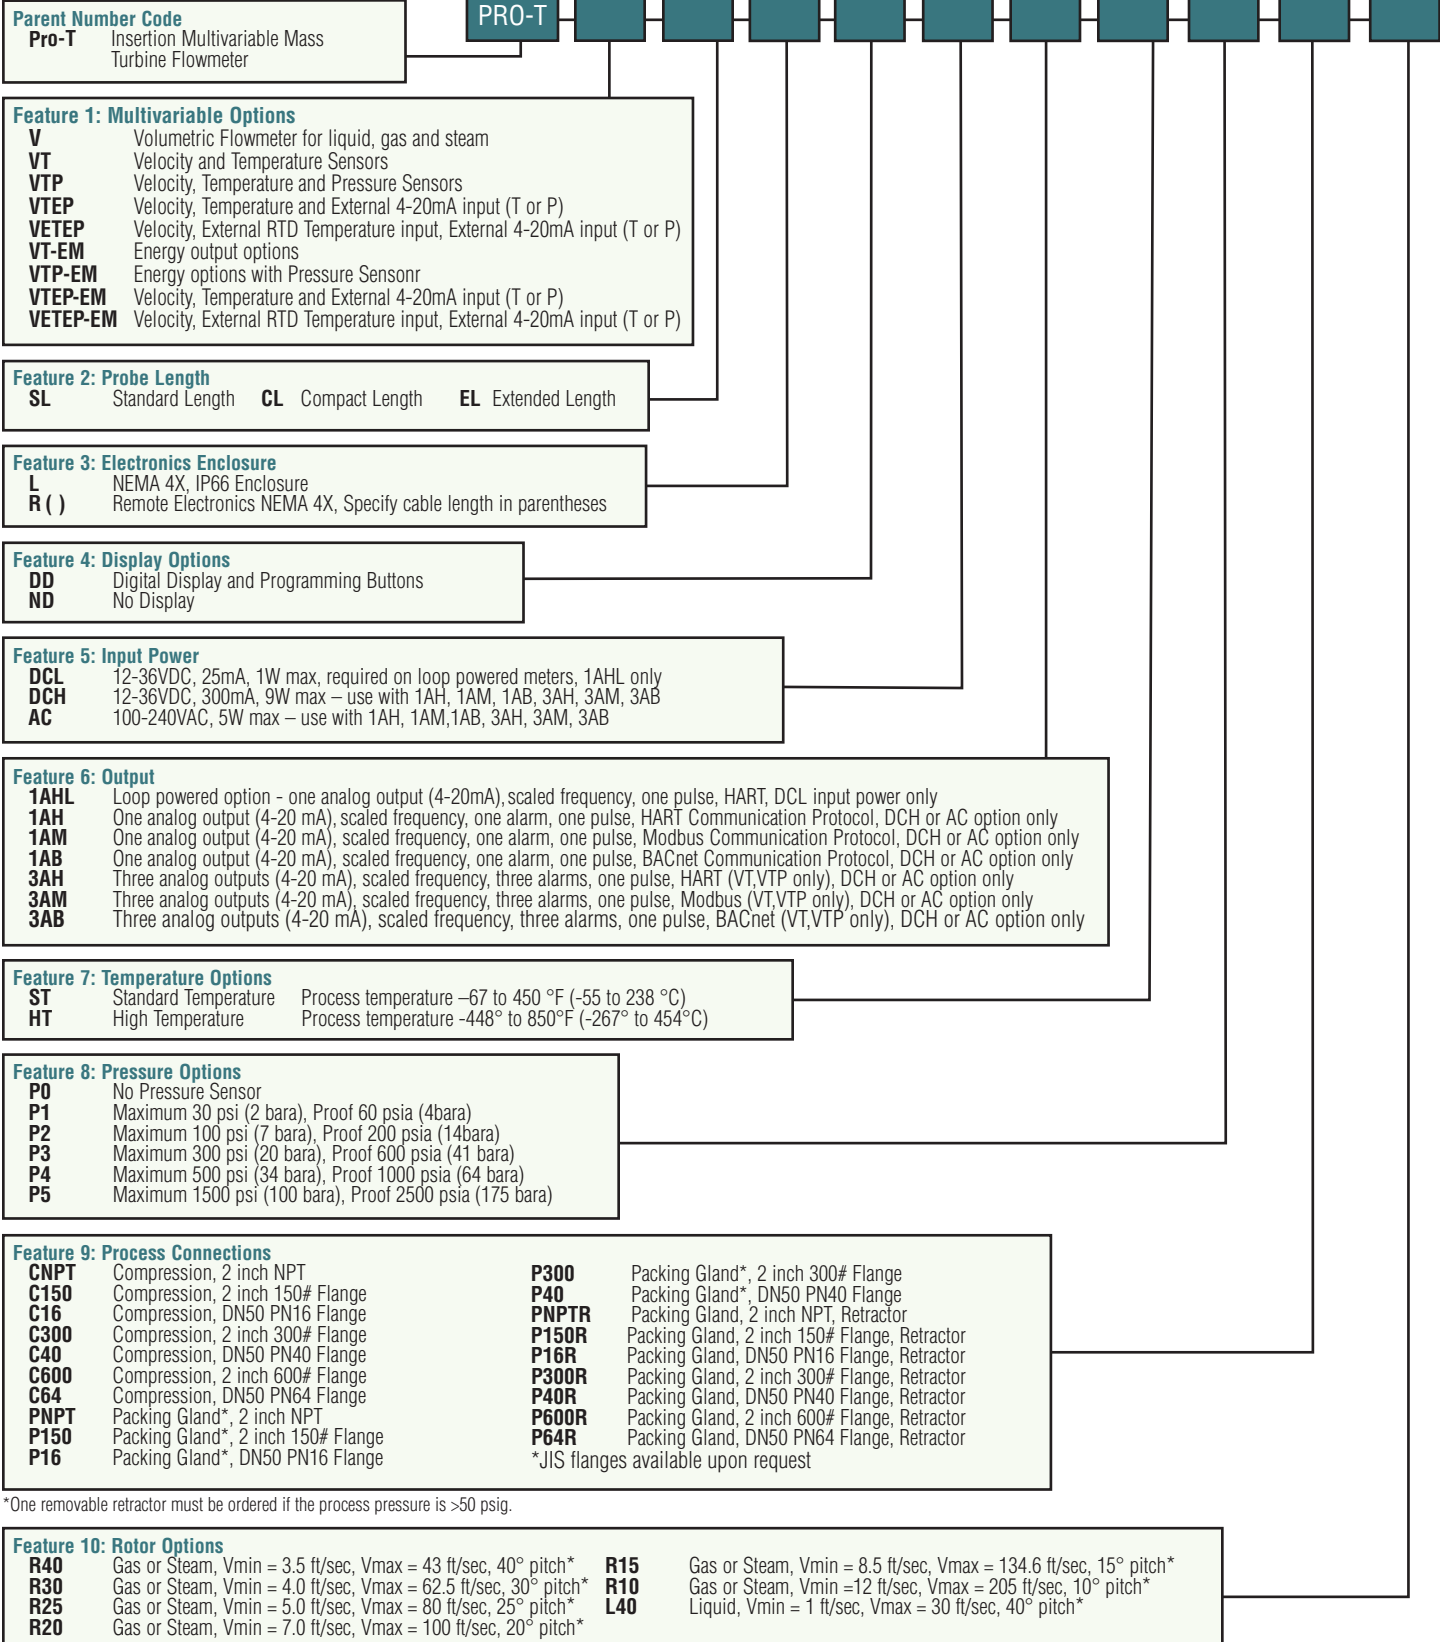 PRO-T
Parent Number Code
Pro-T Insertion Multivariable Mass
Turbine Flowmeter
Feature 1: Multivariable Options
V Volumetric Flowmeter for liquid, gas and steam
VT Velocity and Temperature Sensors
VTP Velocity, Temperature and Pressure Sensors
VTEP Velocity, Temperature and External 4-20mA input (T or P)
VETEP Velocity, External RTD Temperature input, External 4-20mA input (T or P)
VT-EM Energy output options
VTP-EM Energy options with Pressure Sensonr
VTEP-EM Velocity, Temperature and External 4-20mA input (T or P)
VETEP-EM Velocity, External RTD Temperature input, External 4-20mA input (T or P)
Feature 2: Probe Length
SL Standard Length CL Compact Length EL Extended Length
Feature 3: Electronics Enclosure
L NEMA 4X, IP66 Enclosure
R ( ) Remote Electronics NEMA 4X, Specify cable length in parentheses
Feature 4: Display Options
DD Digital Display and Programming Buttons
ND No Display
Feature 5: Input Power
DCL 12-36VDC, 25mA, 1W max, required on loop powered meters, 1AHL only
DCH 12-36VDC, 300mA, 9W max – use with 1AH, 1AM, 1AB, 3AH, 3AM, 3AB
AC 100-240VAC, 5W max – use with 1AH, 1AM,1AB, 3AH, 3AM, 3AB
Feature 6: Output
1AHL Loop powered option - one analog output (4-20mA), scaled frequency, one pulse, HART, DCL input power only
1AH One analog output (4-20 mA), scaled frequency, one alarm, one pulse, HART Communication Protocol, DCH or AC option only
1AM One analog output (4-20 mA), scaled frequency, one alarm, one pulse, Modbus Communication Protocol, DCH or AC option only
1AB One analog output (4-20 mA), scaled frequency, one alarm, one pulse, BACnet Communication Protocol, DCH or AC option only
3AH Three analog outputs (4-20 mA), scaled frequency, three alarms, one pulse, HART (VT,VTP only), DCH or AC option only
3AM Three analog outputs (4-20 mA), scaled frequency, three alarms, one pulse, Modbus (VT,VTP only), DCH or AC option only
3AB Three analog outputs (4-20 mA), scaled frequency, three alarms, one pulse, BACnet (VT,VTP only), DCH or AC option only
Feature 7: Temperature Options
ST Standard Temperature Process temperature –67 to 450 °F (-55 to 238 °C)
HT High Temperature Process temperature -448° to 850°F (-267° to 454°C)
Feature 8: Pressure Options
P0 No Pressure Sensor
P1 Maximum 30 psi (2 bara), Proof 60 psia (4bara)
P2 Maximum 100 psi (7 bara), Proof 200 psia (14bara)
P3 Maximum 300 psi (20 bara), Proof 600 psia (41 bara)
P4 Maximum 500 psi (34 bara), Proof 1000 psia (64 bara)
P5 Maximum 1500 psi (100 bara), Proof 2500 psia (175 bara)
Feature 9: Process Connections
CNPT Compression, 2 inch NPT
C150 Compression, 2 inch 150# Flange
C16 Compression, DN50 PN16 Flange
C300 Compression, 2 inch 300# Flange
C40 Compression, DN50 PN40 Flange
C600 Compression, 2 inch 600# Flange
C64 Compression, DN50 PN64 Flange
PNPT Packing Gland*, 2 inch NPT
P150 Packing Gland*, 2 inch 150# Flange
P16 Packing Gland*, DN50 PN16 Flange
P300 Packing Gland*, 2 inch 300# Flange
P40 Packing Gland*, DN50 PN40 Flange
PNPTR Packing Gland, 2 inch NPT, Retractor
P150R Packing Gland, 2 inch 150# Flange, Retractor
P16R Packing Gland, DN50 PN16 Flange, Retractor
P300R Packing Gland, 2 inch 300# Flange, Retractor
P40R Packing Gland, DN50 PN40 Flange, Retractor
P600R Packing Gland, 2 inch 600# Flange, Retractor
P64R Packing Gland, DN50 PN64 Flange, Retractor
*JIS flanges available upon request
*One removable retractor must be ordered if the process pressure is >50 psig.
Feature 10: Rotor Options
R40 Gas or Steam, Vmin = 3.5 ft/sec, Vmax = 43 ft/sec, 40° pitch*
R30 Gas or Steam, Vmin = 4.0 ft/sec, Vmax = 62.5 ft/sec, 30° pitch*
R25 Gas or Steam, Vmin = 5.0 ft/sec, Vmax = 80 ft/sec, 25° pitch*
R20 Gas or Steam, Vmin = 7.0 ft/sec, Vmax = 100 ft/sec, 20° pitch*
R15 Gas or Steam, Vmin = 8.5 ft/sec, Vmax = 134.6 ft/sec, 15° pitch*
R10 Gas or Steam, Vmin =12 ft/sec, Vmax = 205 ft/sec, 10° pitch*
L40 Liquid, Vmin = 1 ft/sec, Vmax = 30 ft/sec, 40° pitch*